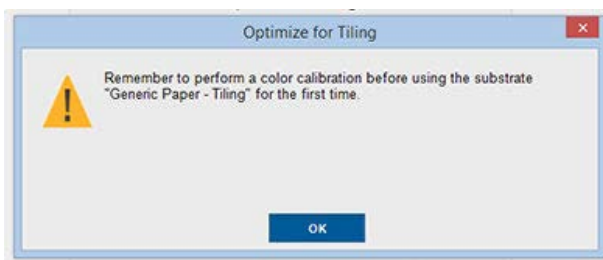 Optimize for Tiling
Remember to perform a color calibration before using the substrate
"Generic Paper - Tiling" for the first time.
OK